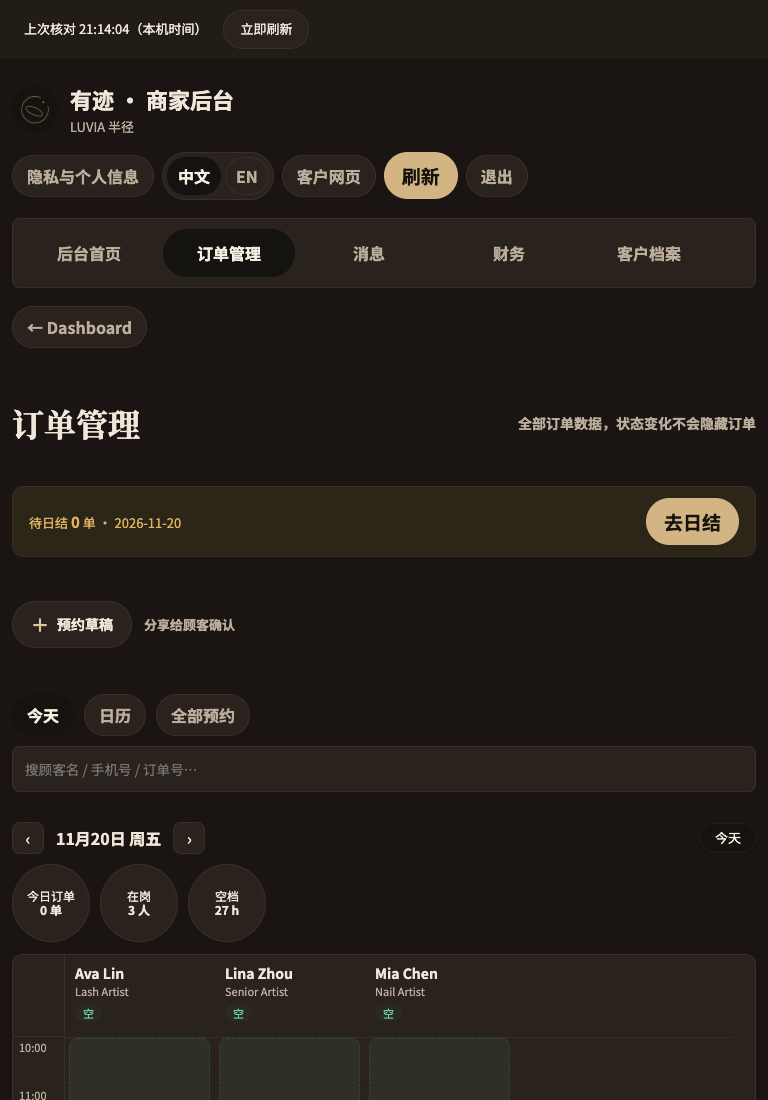 上次核对 21:14:04（本机时间） 立即刷新
有迹 · 商家后台
LUVIA 半径
隐私与个人信息 中文 EN 客户网页 刷新 退出
后台首页 订单管理 消息 财务 客户档案
← Dashboard
订单管理 全部订单数据，状态变化不会隐藏订单
待日结 0 单 · 2026-11-20 去日结
＋ 预约草稿 分享给顾客确认
今天 日历 全部预约
搜顾客名 / 手机号 / 订单号…
‹ 11月20日 周五 › 今天
今日订单 在岗 空档
0 单 3 人 27 h
Ava Lin Lina Zhou Mia Chen
Lash Artist Senior Artist Nail Artist
空 空 空
10:00
11:00